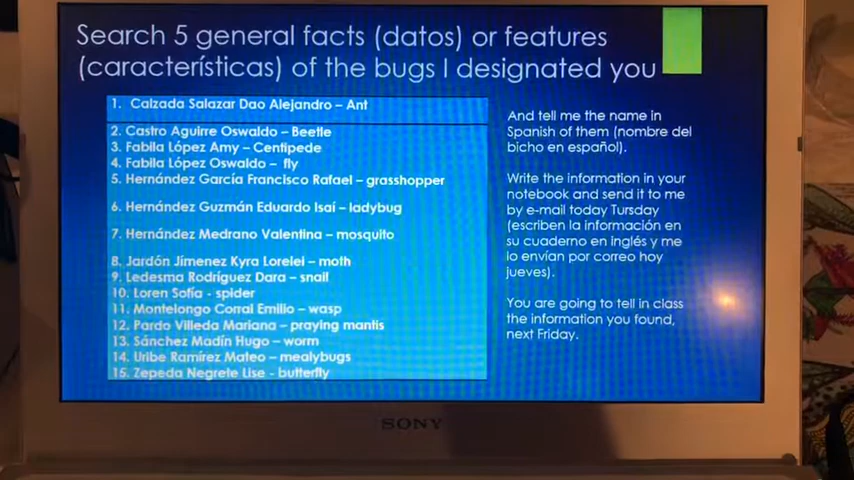 Search 5 general facts (datos) or features
(características) of the bugs I designated you
1. Calzada Salazar Dao Alejandro – Ant
2. Castro Aguirre Oswaldo – Beetle
3. Fabila López Amy – Centipede
4. Fabila López Oswaldo – fly
5. Hernández García Francisco Rafael – grasshopper
6. Hernández Guzmán Eduardo Isaí – ladybug
7. Hernández Medrano Valentina – mosquito
8. Jardón Jímenez Kyra Lorelei – moth
9. Ledesma Rodríguez Dara – snail
10. Loren Sofía - spider
11. Montelongo Corral Emilio – wasp
12. Pardo Villeda Mariana – praying mantis
13. Sánchez Madín Hugo – worm
14. Uribe Ramírez Mateo – mealybugs
15. Zepeda Negrete Lise - butterfly
And tell me the name in
Spanish of them (nombre del
bicho en español).
Write the information in your
notebook and send it to me
by e-mail today Tursday
(escriben la información en
su cuaderno en inglés y me
lo envían por correo hoy
jueves).
You are going to tell in class
the information you found,
next Friday.
SONY